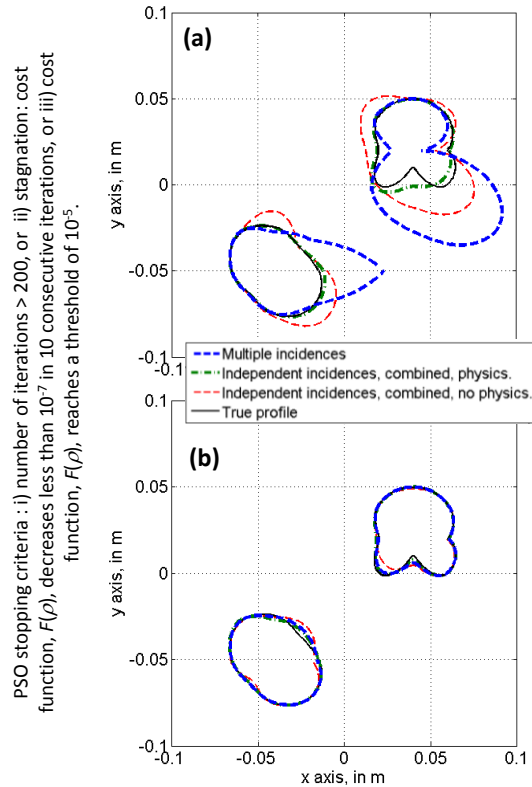 PSO stopping criteria : i) number of iterations > 200, or ii) stagnation: cost
function, F(ρ), decreases less than 10⁻⁷ in 10 consecutive iterations, or iii) cost
function, F(ρ), reaches a threshold of 10⁻⁵.
(a)
0.1
0.05
0
-0.05
-0.1
y axis, in m
Multiple incidences
Independent incidences, combined, physics.
Independent incidences, combined, no physics.
True profile
(b)
0.1
0.05
0
-0.05
-0.1
y axis, in m
-0.1 -0.05 0 0.05 0.1
x axis, in m